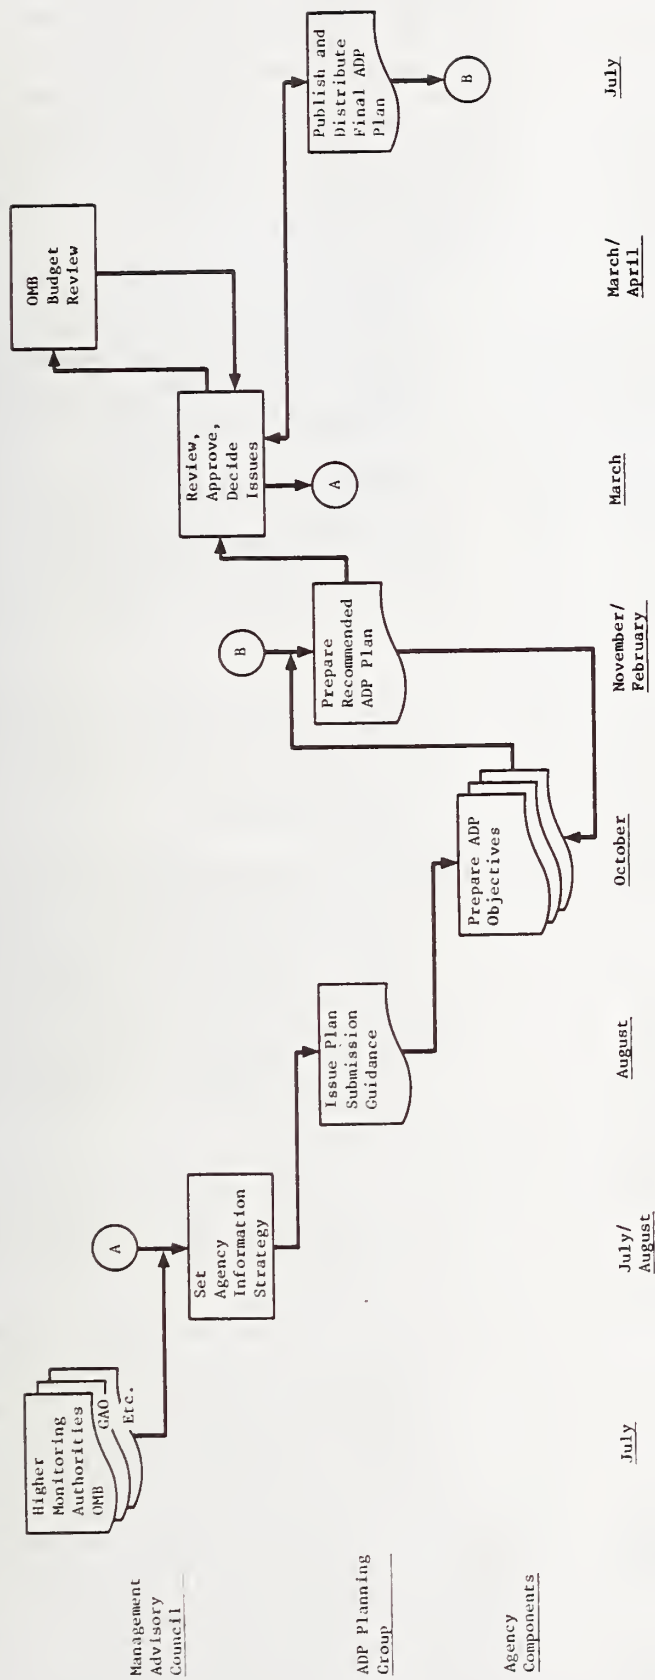 Higher
Monitoring
Authorities
OMB
GAO
Etc.
A
Set
Agency
Information
Strategy
Issue Plan
Submission
Guidance
Prepare ADP
Objectives
B
Prepare
Recommended
ADP Plan
Review,
Approve,
Decide
Issues
A
OMB
Budget
Review
Publish and
Distribute
Final ADP
Plan
B
Management
Advisory
Council
ADP Planning
Group
Agency
Components
July
July/
August
August
October
November/
February
March
March/
April
July